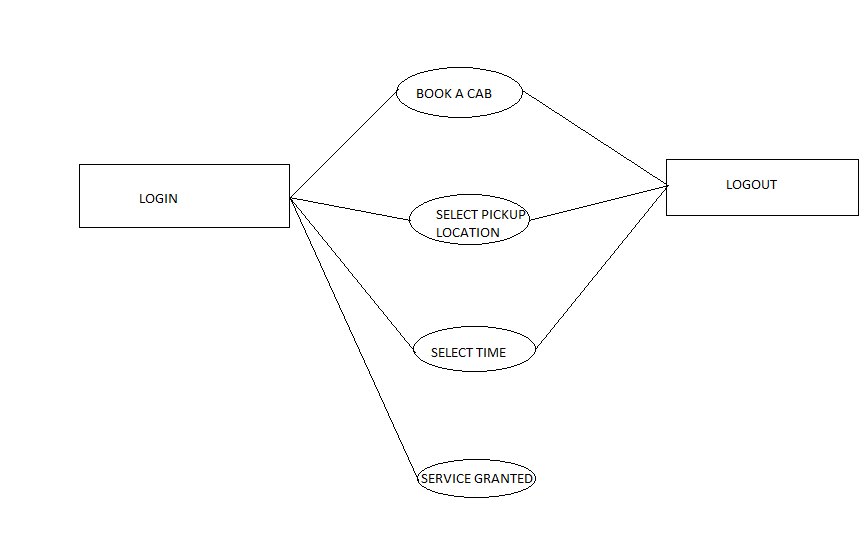 BOOK A CAB
LOGIN
LOGOUT
SELECT PICKUP
LOCATION
SELECT TIME
SERVICE GRANTED